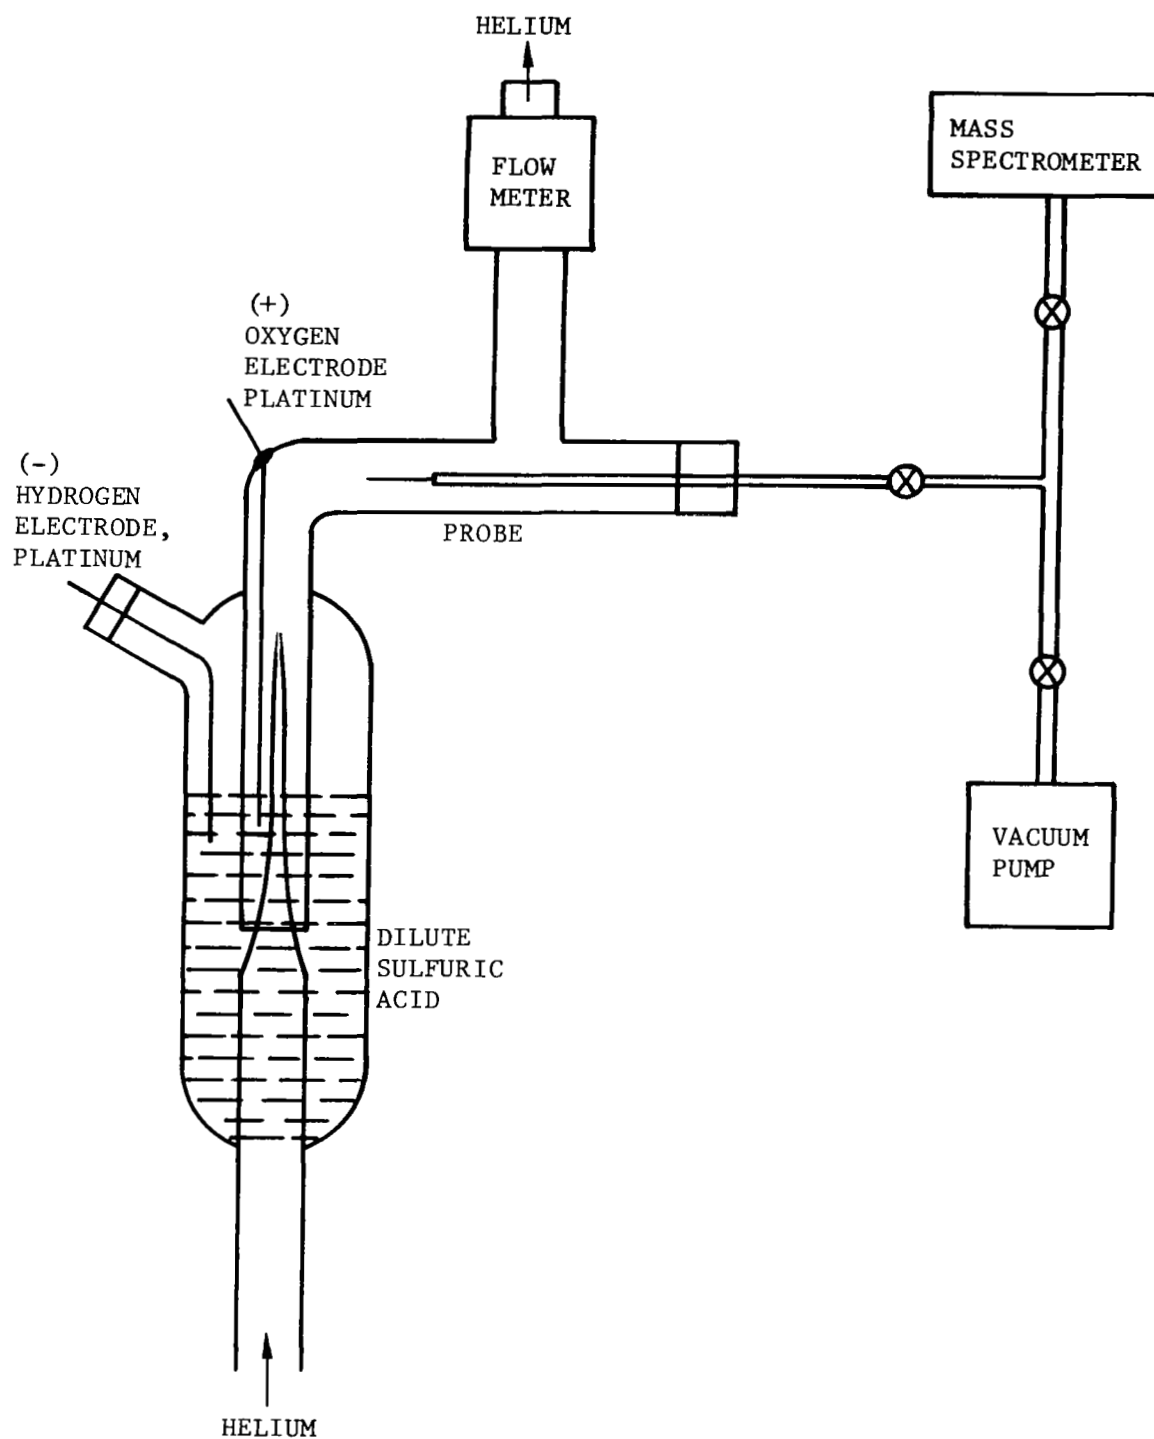 HELIUM
MASS
SPECTROMETER
FLOW
METER
(+)
OXYGEN
ELECTRODE
PLATINUM
(-)
HYDROGEN
ELECTRODE,
PLATINUM
PROBE
VACUUM
PUMP
DILUTE
SULFURIC
ACID
HELIUM